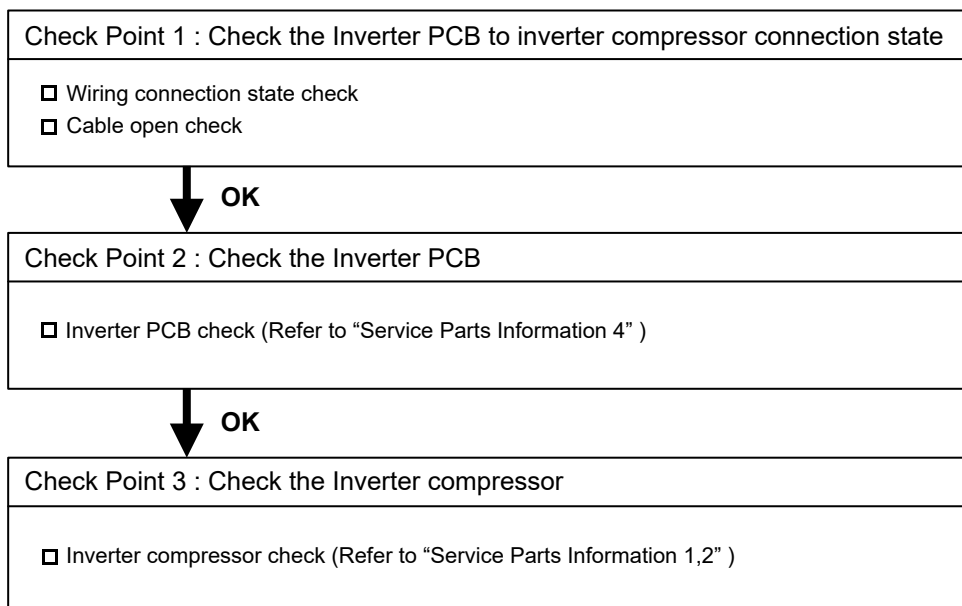 Check Point 1 : Check the Inverter PCB to inverter compressor connection state
Wiring connection state check
Cable open check
OK
Check Point 2 : Check the Inverter PCB
Inverter PCB check (Refer to “Service Parts Information 4” )
OK
Check Point 3 : Check the Inverter compressor
Inverter compressor check (Refer to “Service Parts Information 1,2” )